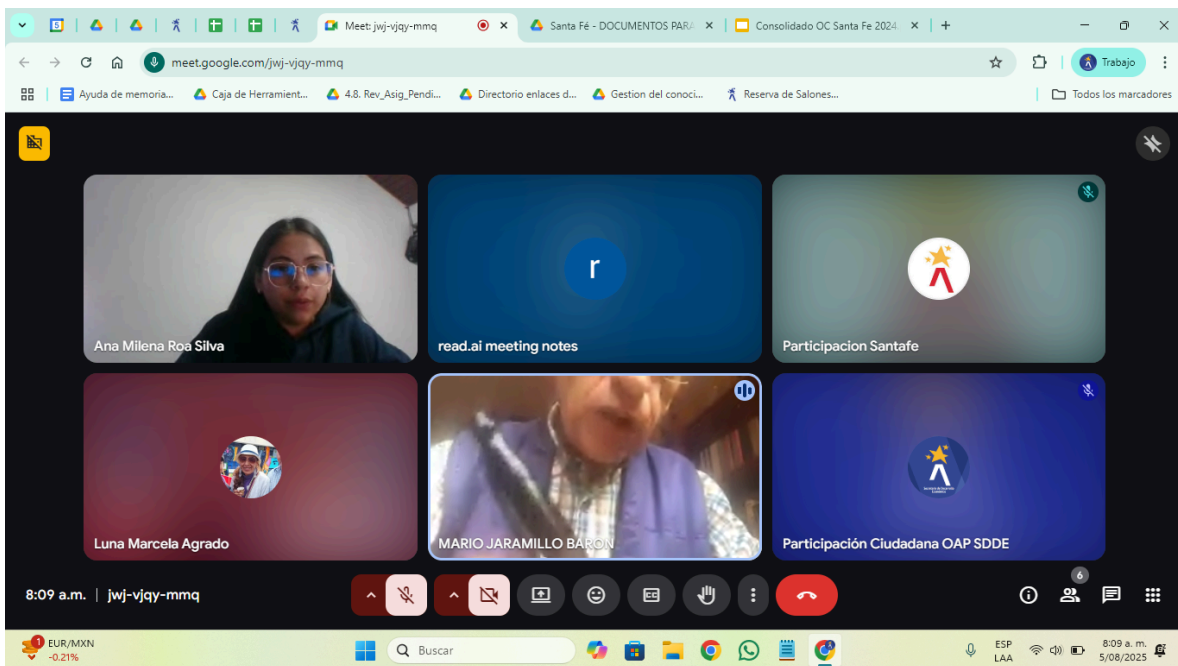 5
Meet: jwj-vjqy-mmq
Santa Fé - DOCUMENTOS PARA
Consolidado OC Santa Fe 2024
meet.google.com/jwj-vjqy-mmq
Trabajo
Ayuda de memoria...
Caja de Herramient...
4.8. Rev_Asig_Pendi...
Directorio enlaces d...
Gestion del conoci...
Reserva de Salones...
Todos los marcadores
Ana Milena Roa Silva
r
read.ai meeting notes
Participacion Santafe
Luna Marcela Agrado
MARIO JARAMILLO BARON
Participación Ciudadana OAP SDDE
8:09 a.m. | jwj-vjqy-mmq
CC
6
1
EUR/MXN
-0.21%
Buscar
ESP
LAA
8:09 a. m.
5/08/2025